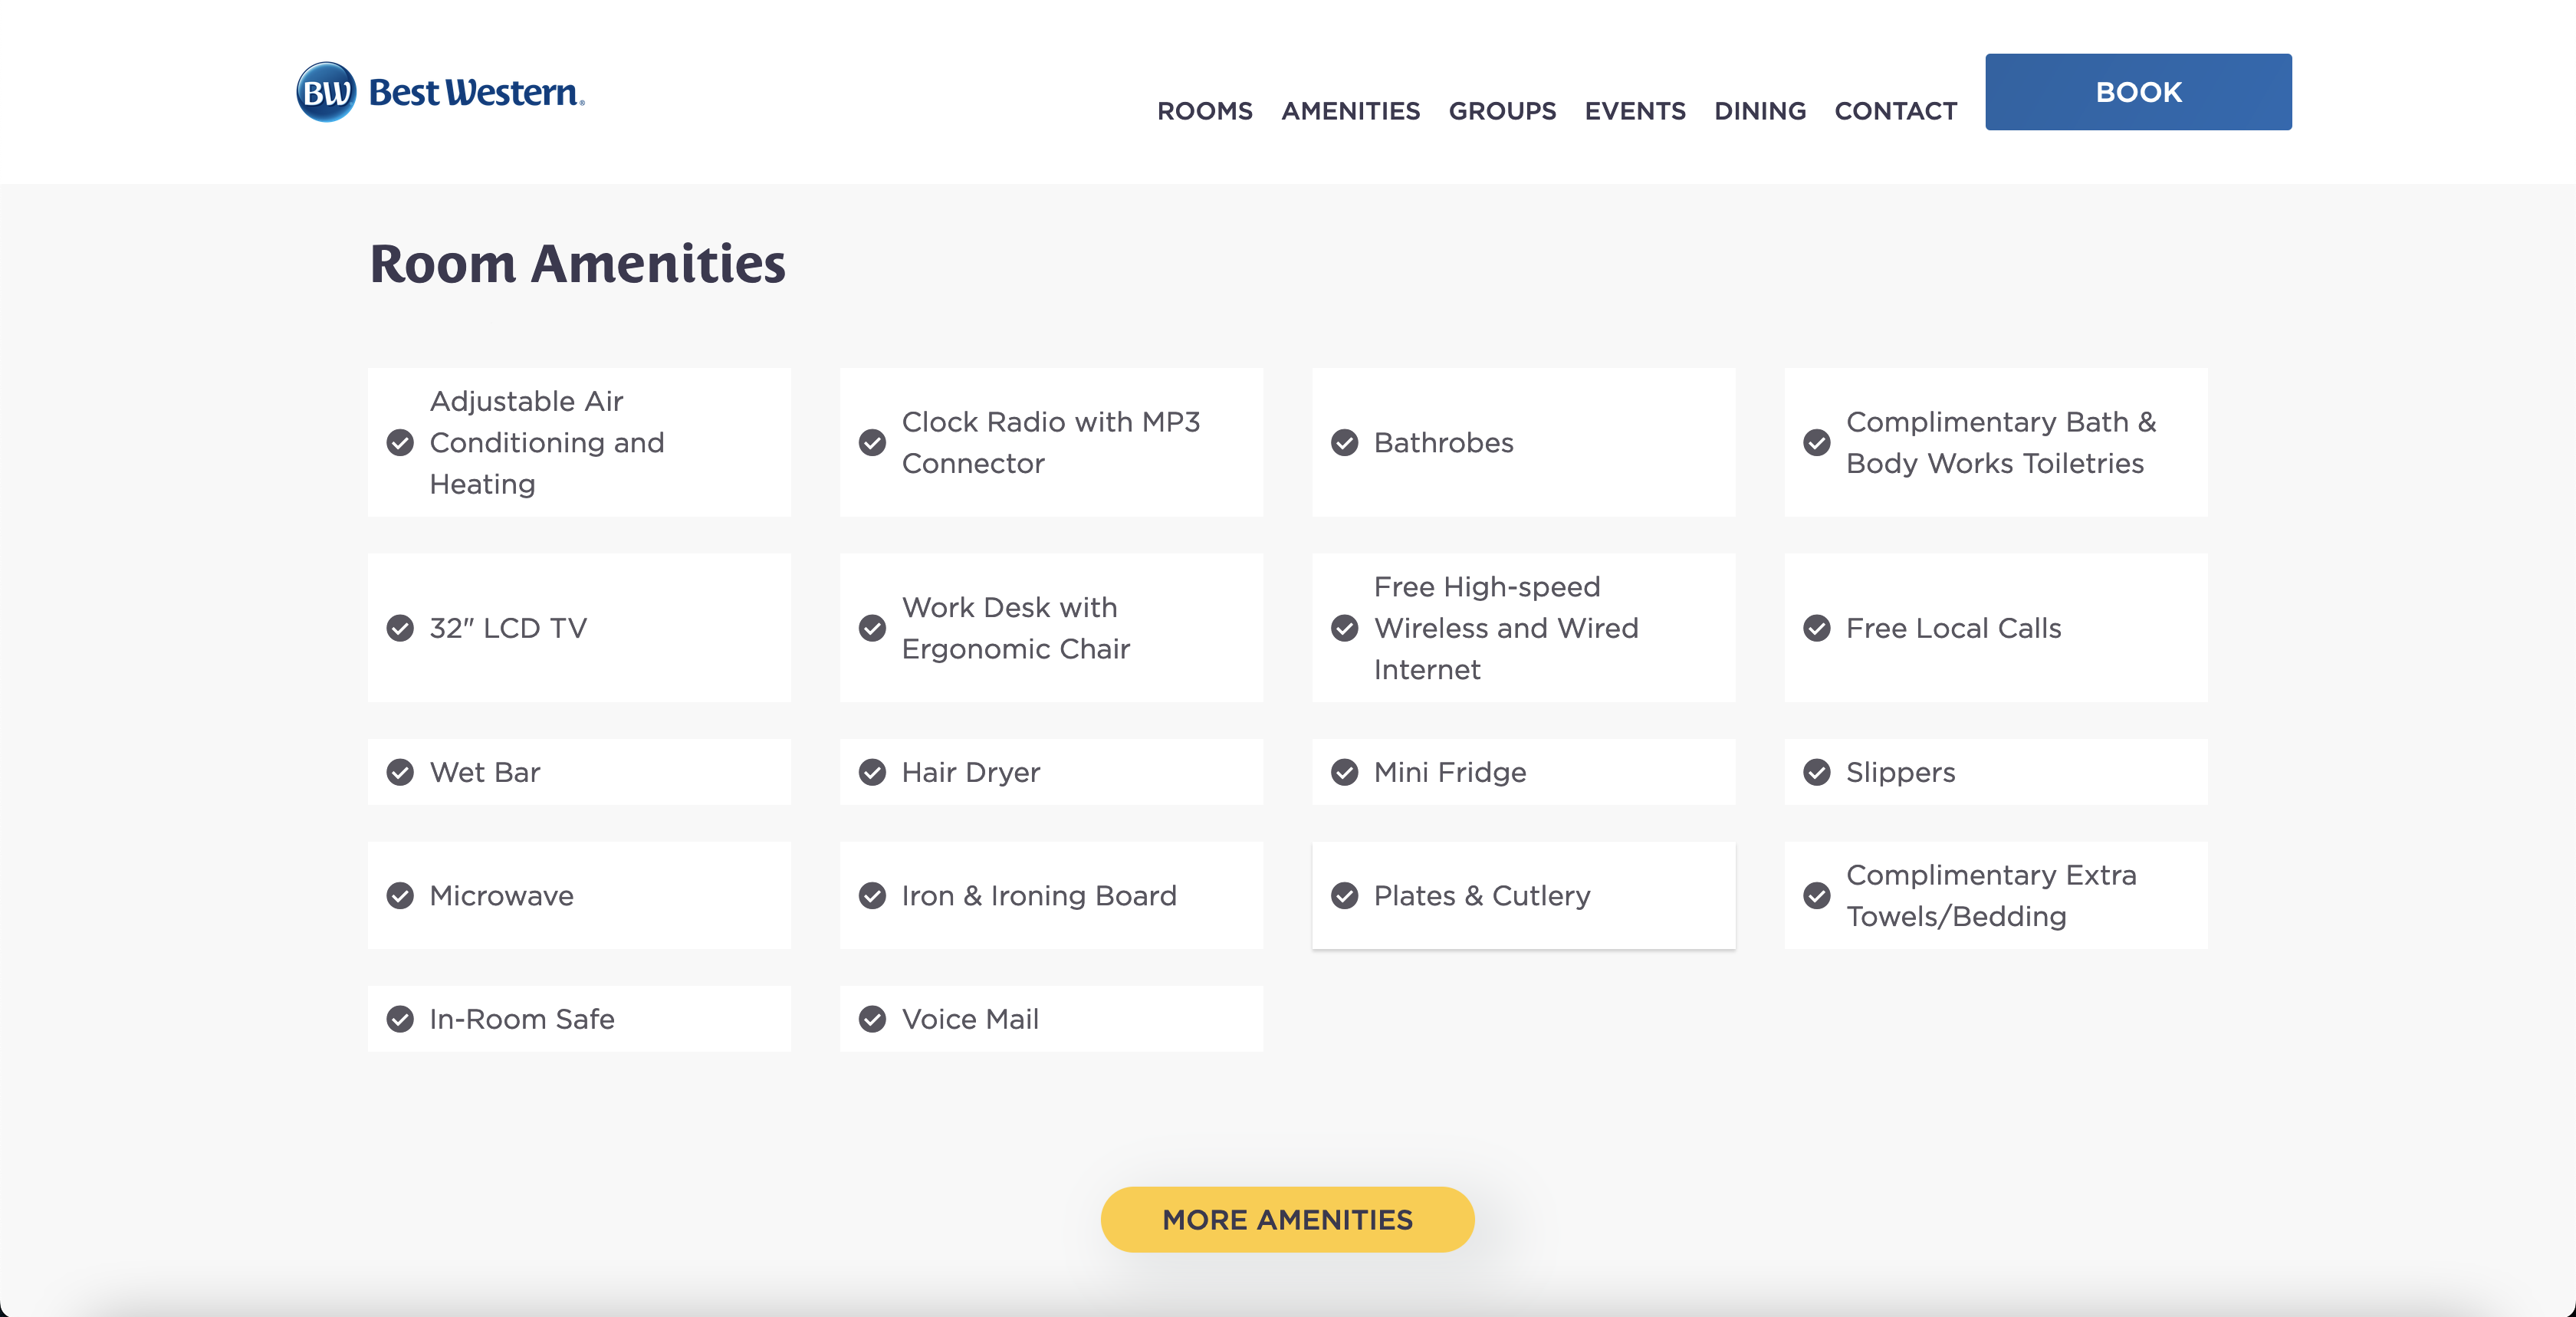 BW Best Western®
ROOMS AMENITIES GROUPS EVENTS DINING CONTACT BOOK
Room Amenities
Adjustable Air
Conditioning and
Heating
Clock Radio with MP3
Connector
Bathrobes
Complimentary Bath &
Body Works Toiletries
32" LCD TV
Work Desk with
Ergonomic Chair
Free High-speed
Wireless and Wired
Internet
Free Local Calls
Wet Bar
Hair Dryer
Mini Fridge
Slippers
Microwave
Iron & Ironing Board
Plates & Cutlery
Complimentary Extra
Towels/Bedding
In-Room Safe
Voice Mail
MORE AMENITIES